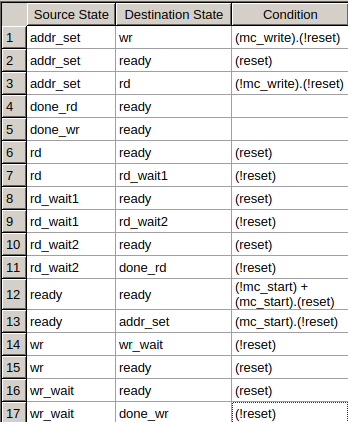 Source State Destination State Condition
1 addr_set wr (mc_write).(!reset)
2 addr_set ready (reset)
3 addr_set rd (!mc_write).(!reset)
4 done_rd ready
5 done_wr ready
6 rd ready (reset)
7 rd rd_wait1 (!reset)
8 rd_wait1 ready (reset)
9 rd_wait1 rd_wait2 (!reset)
10 rd_wait2 ready (reset)
11 rd_wait2 done_rd (!reset)
12 ready ready (!mc_start) +
(mc_start).(reset)
13 ready addr_set (mc_start).(!reset)
14 wr wr_wait (!reset)
15 wr ready (reset)
16 wr_wait ready (reset)
17 wr_wait done_wr (!reset)